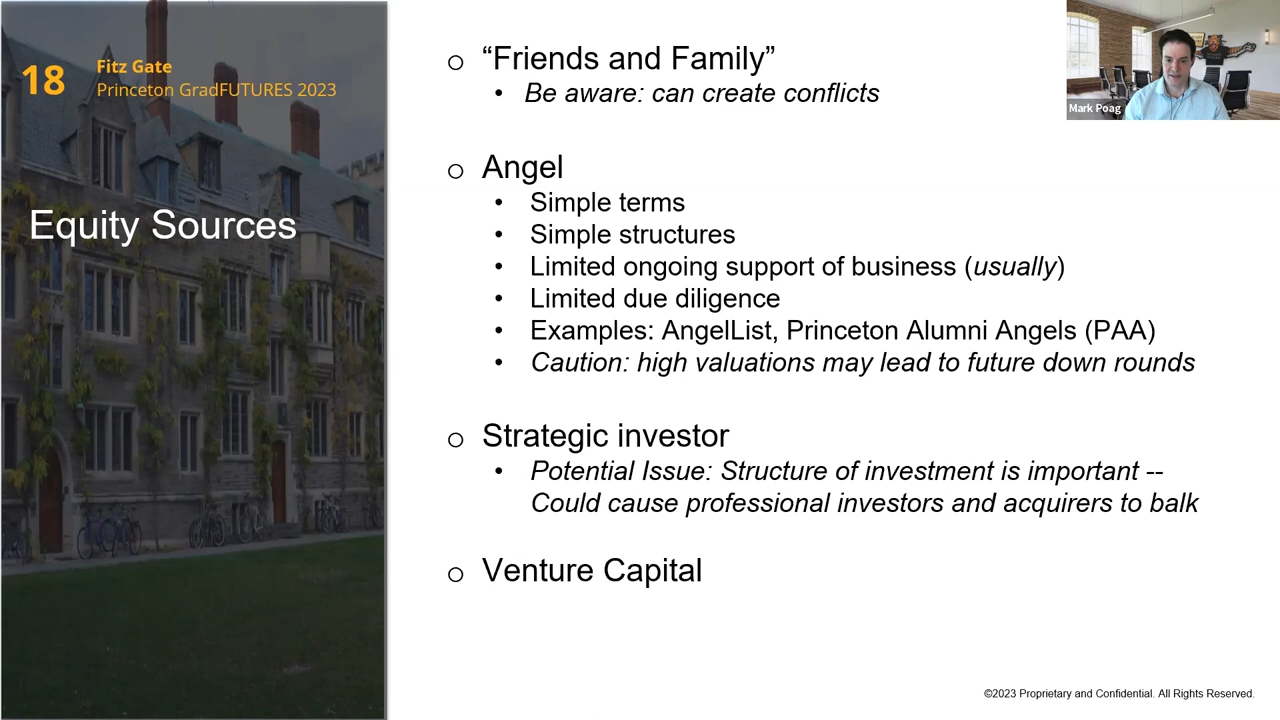 18
Fitz Gate
Princeton GradFUTURES 2023
Equity Sources
o “Friends and Family”
• Be aware: can create conflicts
o Angel
• Simple terms
• Simple structures
• Limited ongoing support of business (usually)
• Limited due diligence
• Examples: AngelList, Princeton Alumni Angels (PAA)
• Caution: high valuations may lead to future down rounds
o Strategic investor
• Potential Issue: Structure of investment is important --
Could cause professional investors and acquirers to balk
o Venture Capital
Mark Poag
©2023 Proprietary and Confidential. All Rights Reserved.